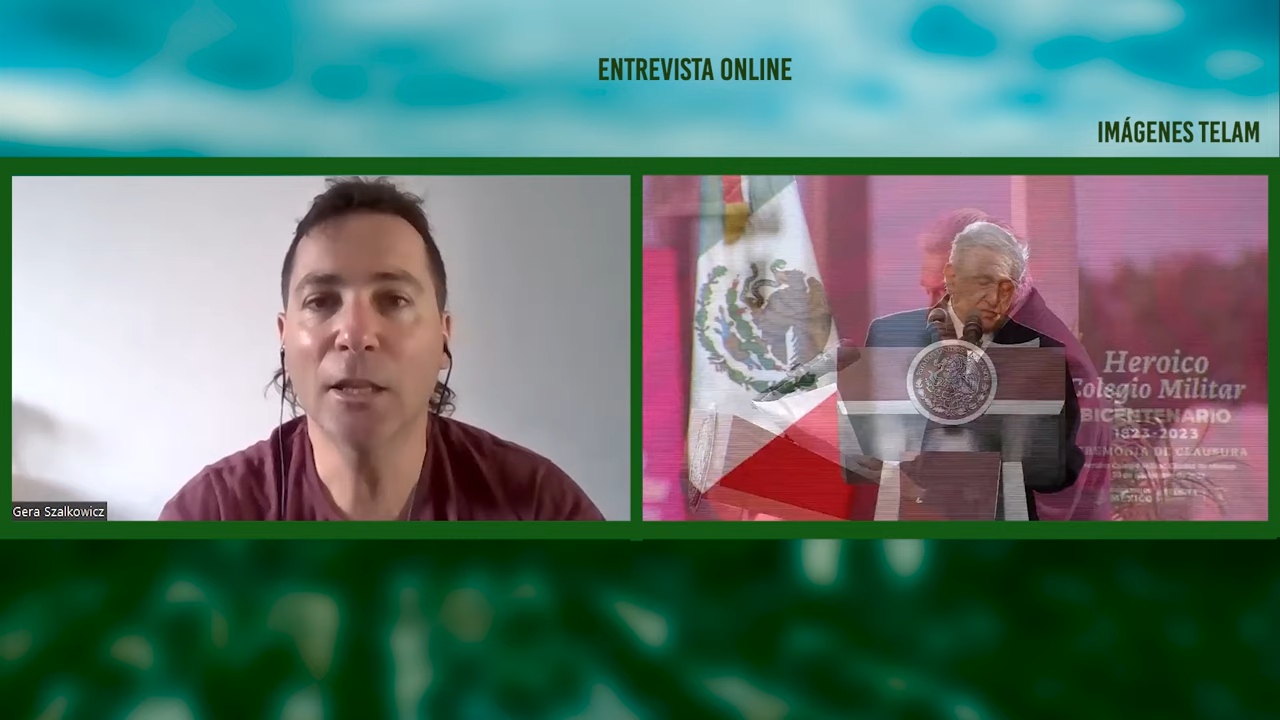 ENTREVISTA ONLINE
IMÁGENES TELAM
Gera Szalkowicz
Heroico
Colegio Militar
BICENTENARIO
1823-2023
CEREMONIA DE CLAUSURA